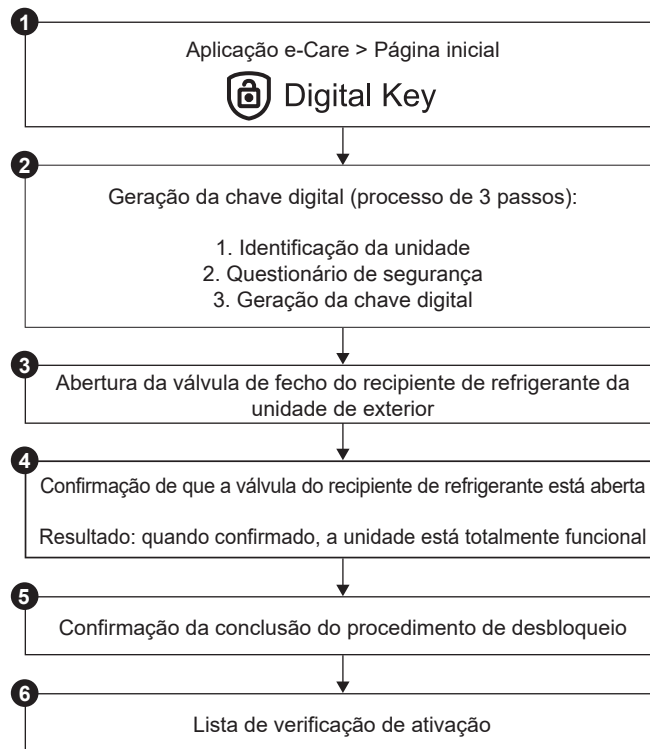 1
Aplicação e-Care > Página inicial
Digital Key
2
Geração da chave digital (processo de 3 passos):
1. Identificação da unidade
2. Questionário de segurança
3. Geração da chave digital
3
Abertura da válvula de fecho do recipiente de refrigerante da
unidade de exterior
4
Confirmação de que a válvula do recipiente de refrigerante está aberta
Resultado: quando confirmado, a unidade está totalmente funcional
5
Confirmação da conclusão do procedimento de desbloqueio
6
Lista de verificação de ativação